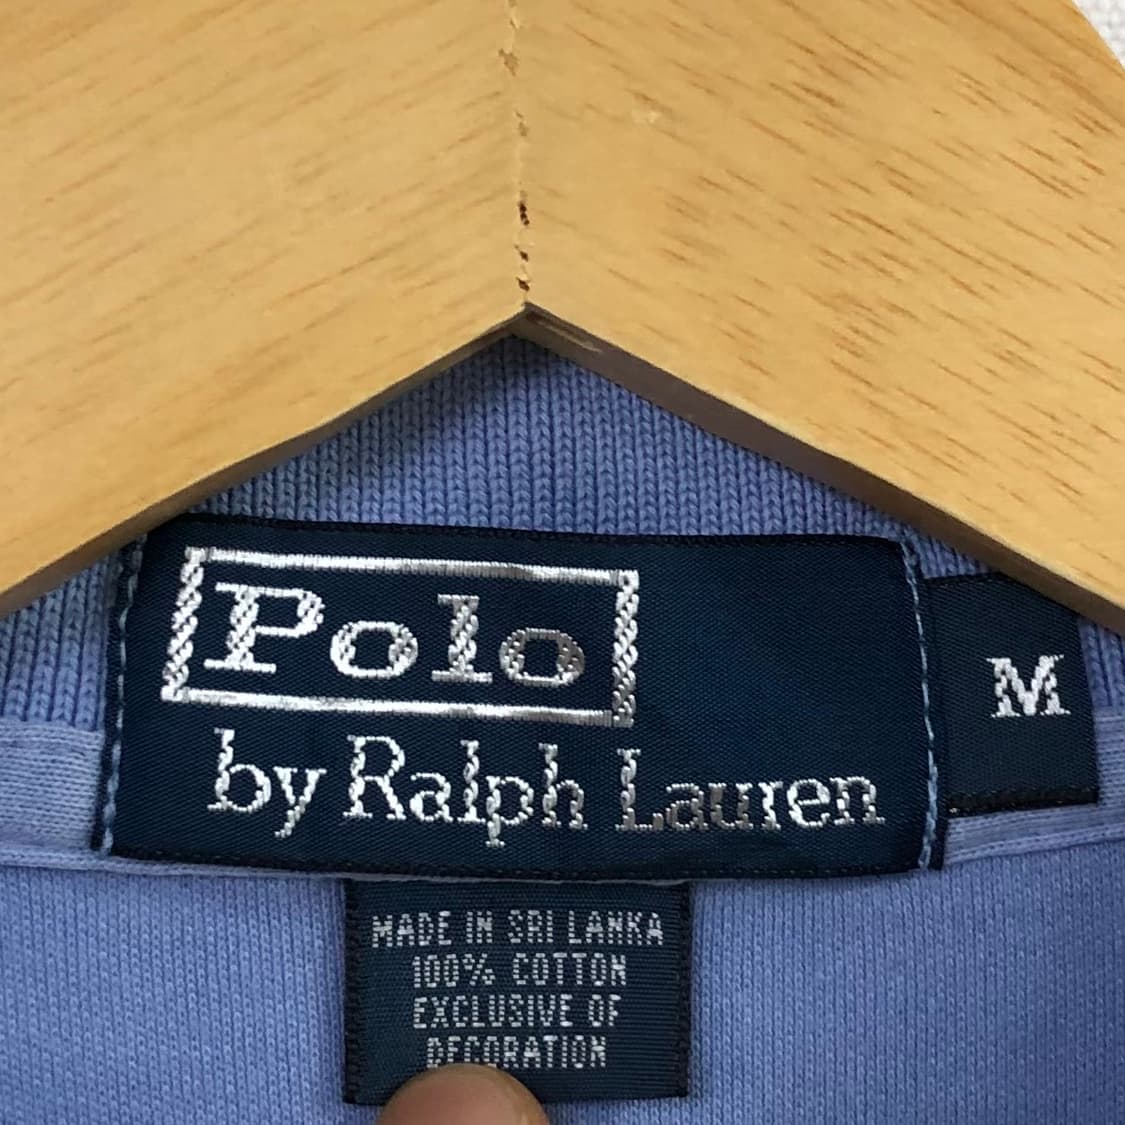 Polo
by Ralph Lauren
M
MADE IN SRI LANKA
100% COTTON
EXCLUSIVE OF
DECORATION